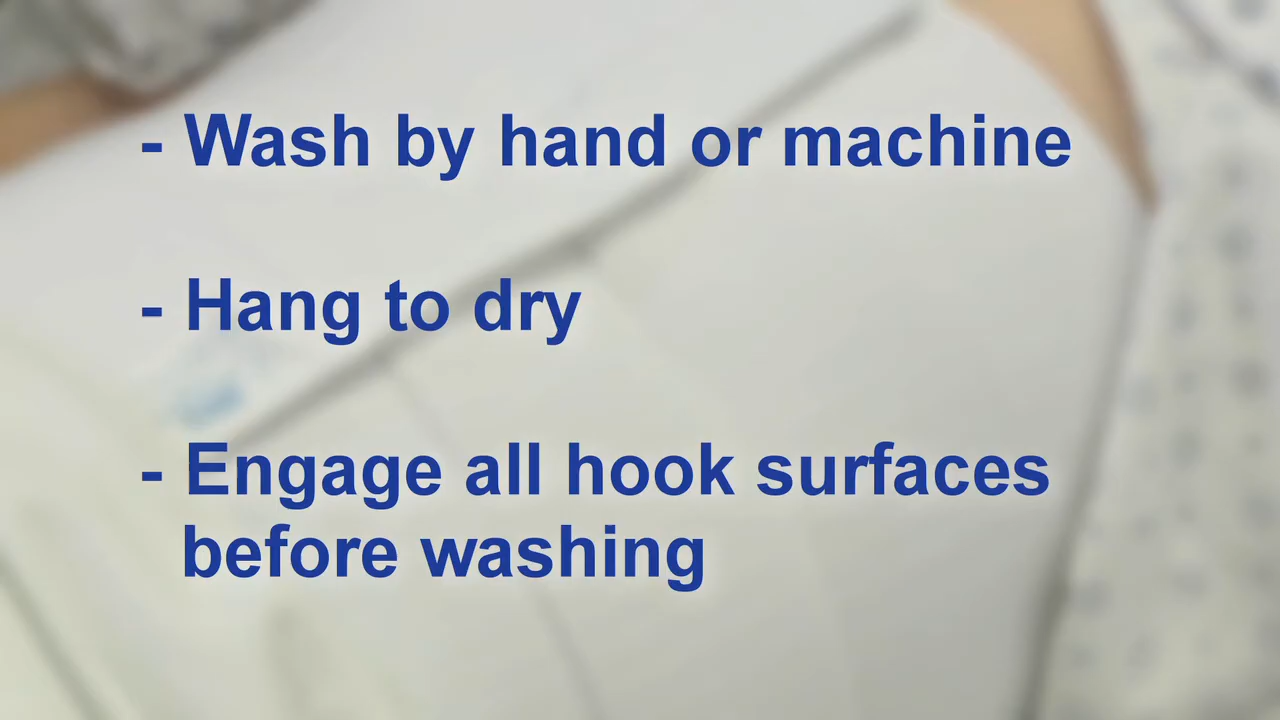 - Wash by hand or machine
- Hang to dry
- Engage all hook surfaces
before washing